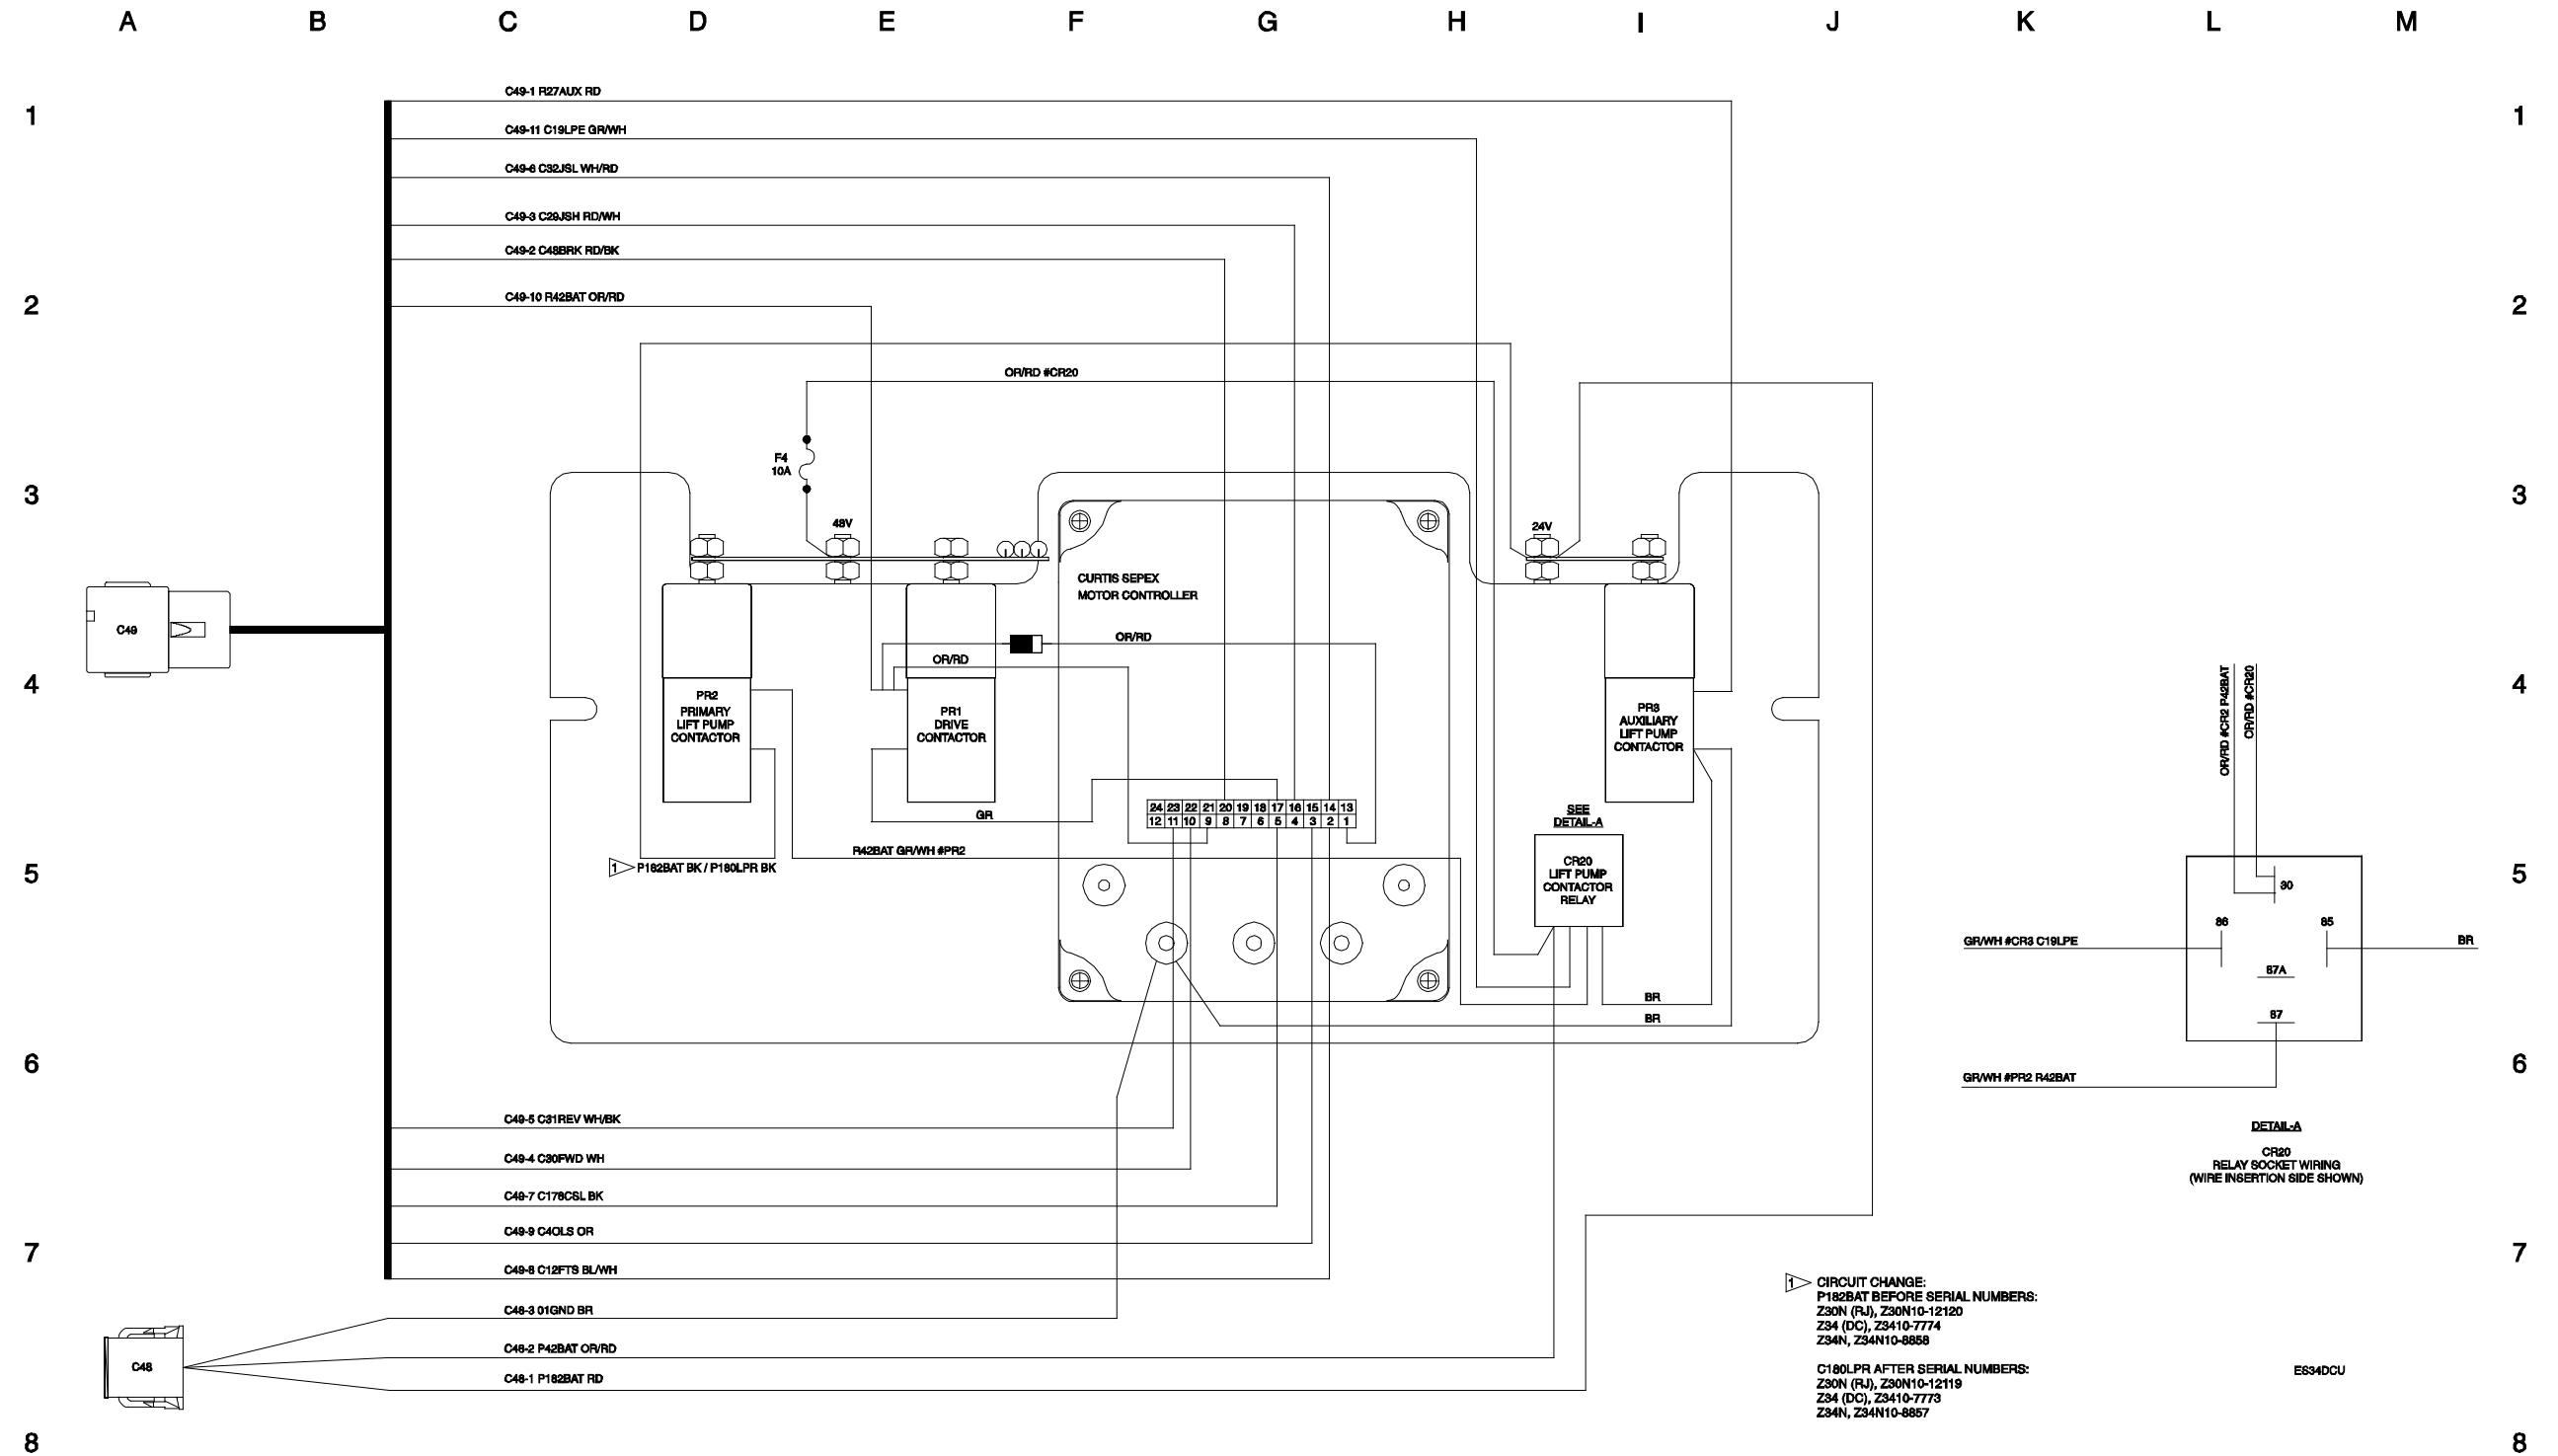 A B C D E F G H I J K L M
1 1
C49-1 R27AUX RD
C49-11 C19LPE GR/WH
C49-6 C32JSL WH/RD
C49-3 C29JSH RD/WH
C49-2 C48BRK RD/BK
2 2
C49-10 R42BAT OR/RD
OR/RD #CR20
F4
10A
3 3
48V
24V
CURTIS SEPEX
MOTOR CONTROLLER
C49
OR/RD
OR/RD
4 4
PR2
PRIMARY
LIFT PUMP
CONTACTOR
PR1
DRIVE
CONTACTOR
PR3
AUXILIARY
LIFT PUMP
CONTACTOR
OR/RD #CR2 P42BAT
OR/RD #CR20
24 23 22 21 20 19 18 17 16 15 14 13
12 11 10 9 8 7 6 5 4 3 2 1
GR
SEE
DETAIL-A
R42BAT GR/WH #PR2
1 P182BAT BK / P180LPR BK
5 5
CR20
LIFT PUMP
CONTACTOR
RELAY
30
86
85
GR/WH #CR3 C19LPE
BR
87A
87
BR
BR
6 6
GR/WH #PR2 R42BAT
C49-5 C31REV WH/BK
C49-4 C30FWD WH
C49-7 C176CSL BK
C49-9 C4OLS OR
C49-8 C12FTS BL/WH
DETAIL-A
CR20
RELAY SOCKET WIRING
(WIRE INSERTION SIDE SHOWN)
7 7
C48-3 01GND BR
C48-2 P42BAT OR/RD
C48-1 P182BAT RD
C48
1 CIRCUIT CHANGE:
P182BAT BEFORE SERIAL NUMBERS:
Z30N (RJ), Z30N10-12120
Z34 (DC), Z3410-7774
Z34N, Z34N10-8858
C180LPR AFTER SERIAL NUMBERS:
Z30N (RJ), Z30N10-12119
Z34 (DC), Z3410-7773
Z34N, Z34N10-8857
ES34DCU
8 8